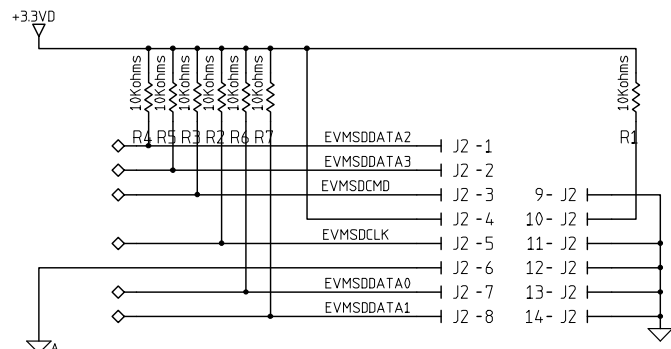 +3.3VD
10Kohms 10Kohms 10Kohms 10Kohms 10Kohms 10Kohms 10Kohms
R4 R5 R3 R2 R6 R7 R1
EVMSDDATA2 J2 -1
EVMSDDATA3 J2 -2
EVMSDCMD J2 -3 9- J2
J2 -4 10- J2
EVMSDCLK J2 -5 11- J2
J2 -6 12- J2
EVMSDDATA0 J2 -7 13- J2
EVMSDDATA1 J2 -8 14- J2
A